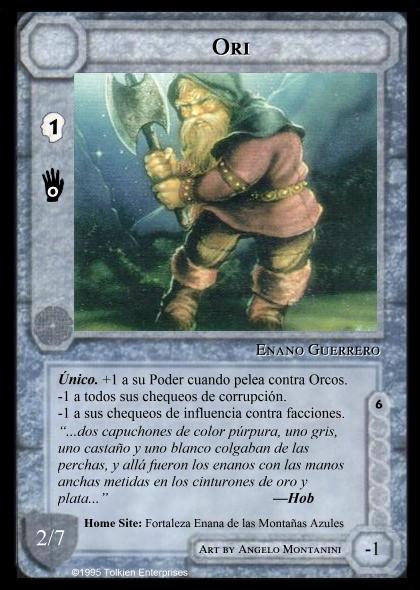 Ori
1
0
Enano Guerrero
Único. +1 a su Poder cuando pelea contra Orcos.
-1 a todos sus chequeos de corrupción.
-1 a sus chequeos de influencia contra facciones.
“...dos capuchones de color púrpura, uno gris,
uno castaño y uno blanco colgaban de las
perchas, y allá fueron los enanos con las manos
anchas metidas en los cinturones de oro y
plata...” —Hob
6
Home Site: Fortaleza Enana de las Montañas Azules
2/7
Art by Angelo Montanini
-1
©1995 Tolkien Enterprises